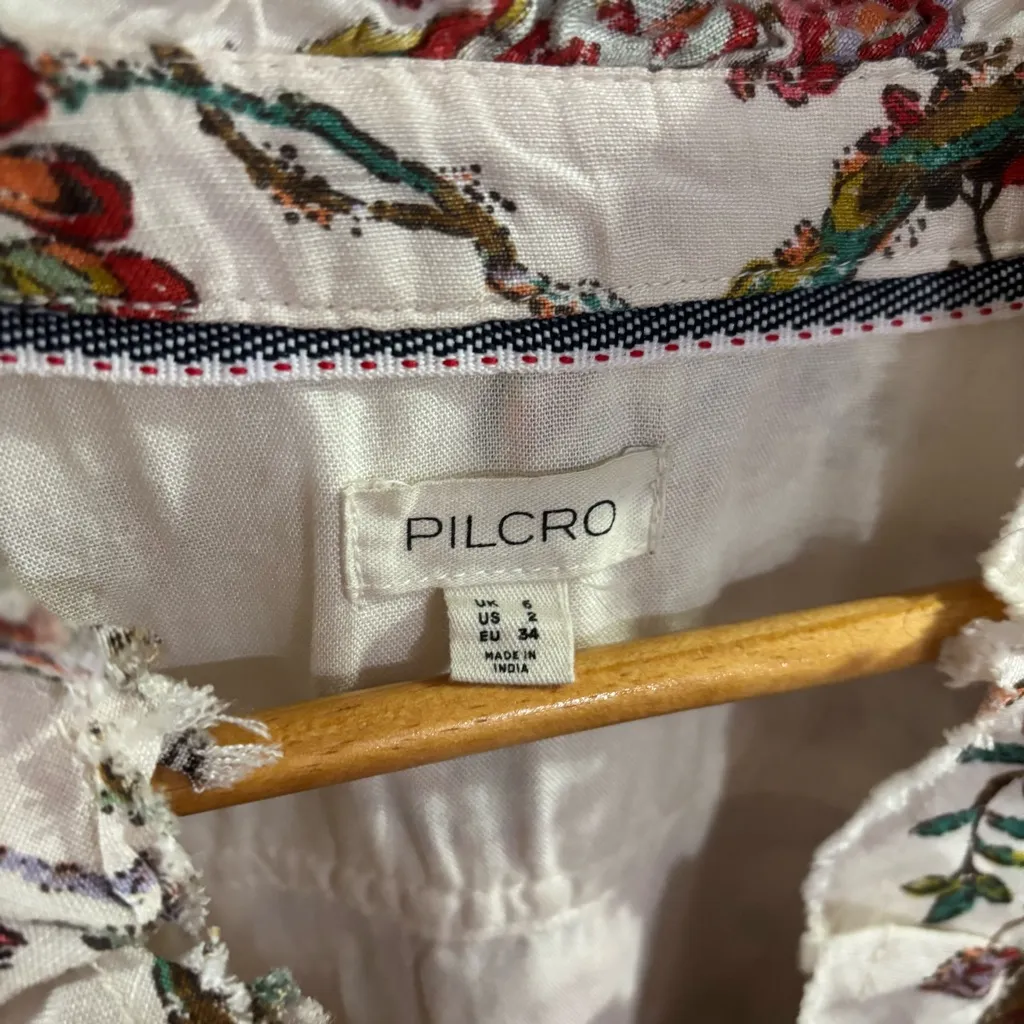 PILCRO
UK 6
US 2
EU 34
MADE IN
INDIA